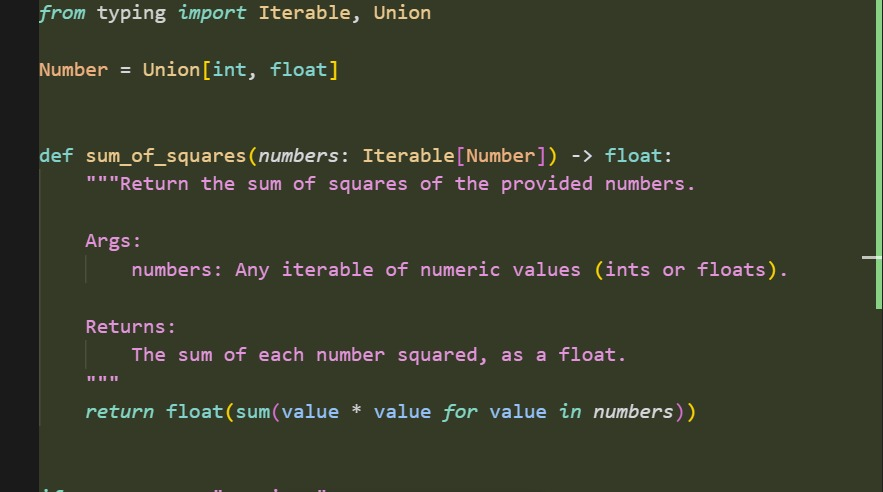 from typing import Iterable, Union
Number = Union[int, float]
def sum_of_squares(numbers: Iterable[Number]) -> float:
"""Return the sum of squares of the provided numbers.
Args:
numbers: Any iterable of numeric values (ints or floats).
Returns:
The sum of each number squared, as a float.
"""
return float(sum(value * value for value in numbers))